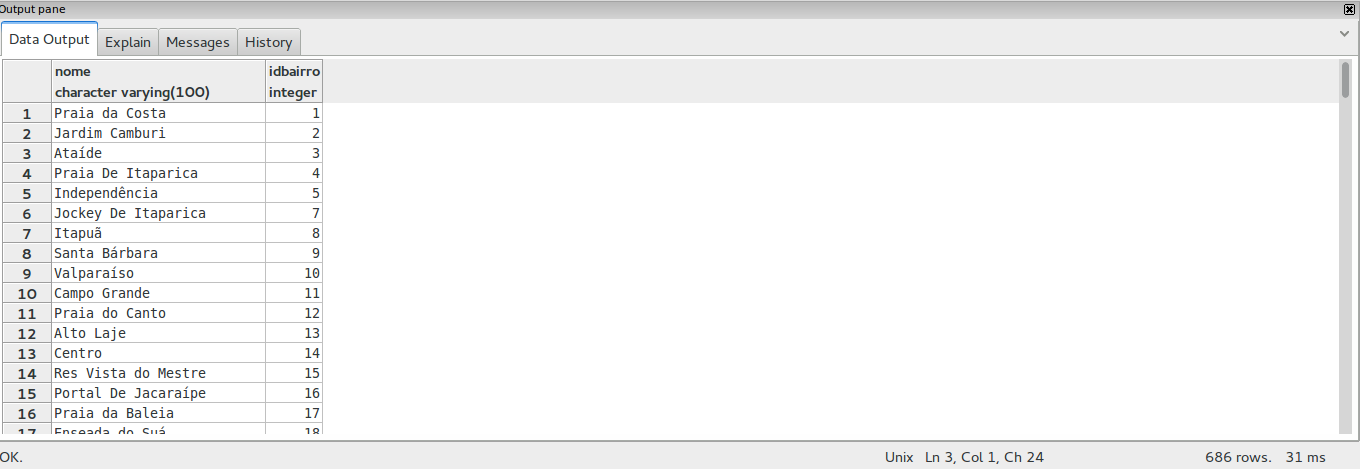 Output pane
Data Output Explain Messages History
nome idbairro
character varying(100) integer
1 Praia da Costa 1
2 Jardim Camburi 2
3 Ataíde 3
4 Praia De Itaparica 4
5 Independência 5
6 Jockey De Itaparica 7
7 Itapuã 8
8 Santa Bárbara 9
9 Valparaíso 10
10 Campo Grande 11
11 Praia do Canto 12
12 Alto Laje 13
13 Centro 14
14 Res Vista do Mestre 15
15 Portal De Jacaraípe 16
16 Praia da Baleia 17
17 Enseada do Suá 18
OK. Unix Ln 3, Col 1, Ch 24 686 rows. 31 ms